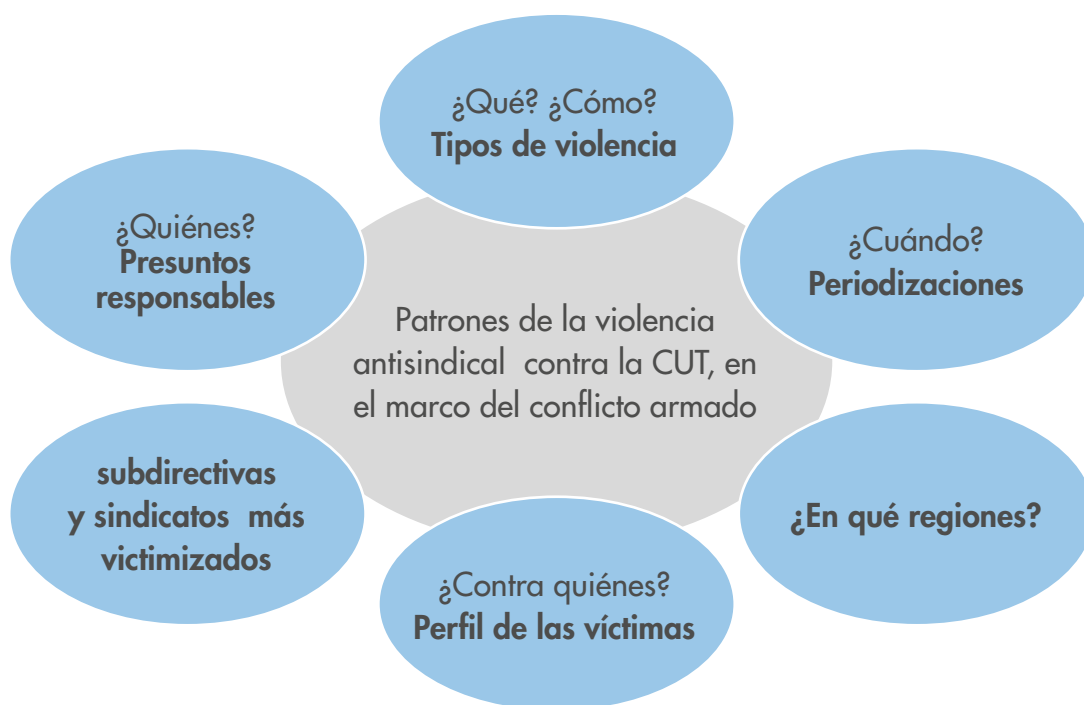 ¿Qué? ¿Cómo?
Tipos de violencia
¿Quiénes?
Presuntos
responsables
¿Cuándo?
Periodizaciones
Patrones de la violencia
antisindical contra la CUT, en
el marco del conflicto armado
subdirectivas
y sindicatos más
victimizados
¿En qué regiones?
¿Contra quiénes?
Perfil de las víctimas